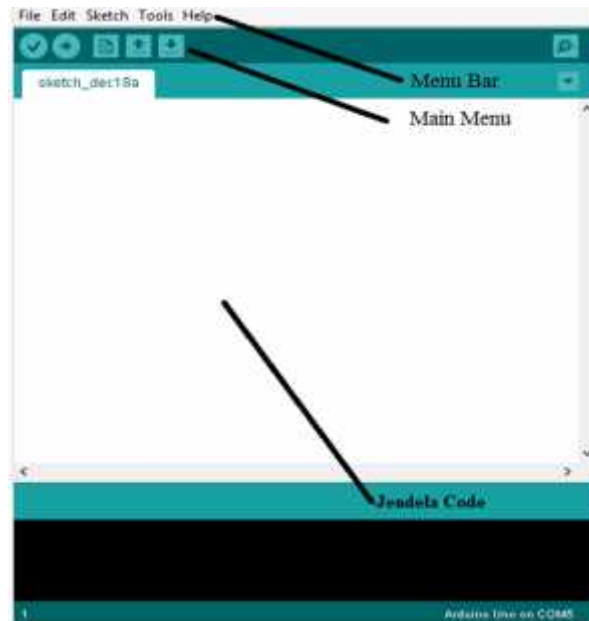 File Edit Sketch Tools Help
sketch_dec18a
Menu Bar
Main Menu
Jendela Code
1
Arduino Uno on COM5